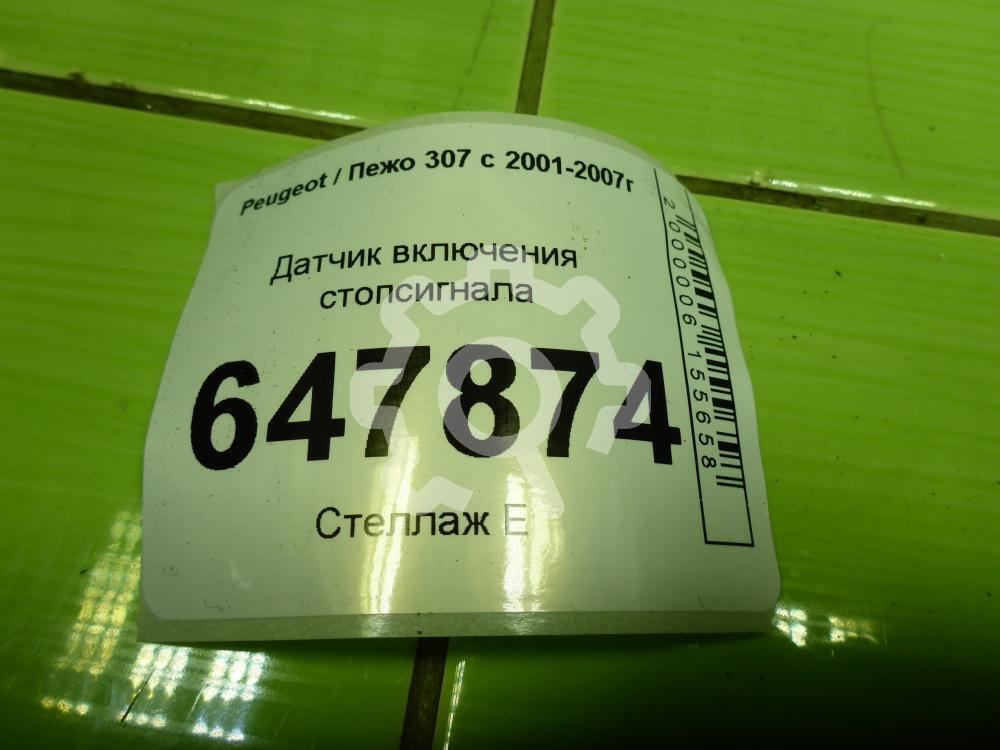 Peugeot / Пежо 307 с 2001-2007г
Датчик включения
стопсигнала
647874
Стеллаж Е
2000006155658